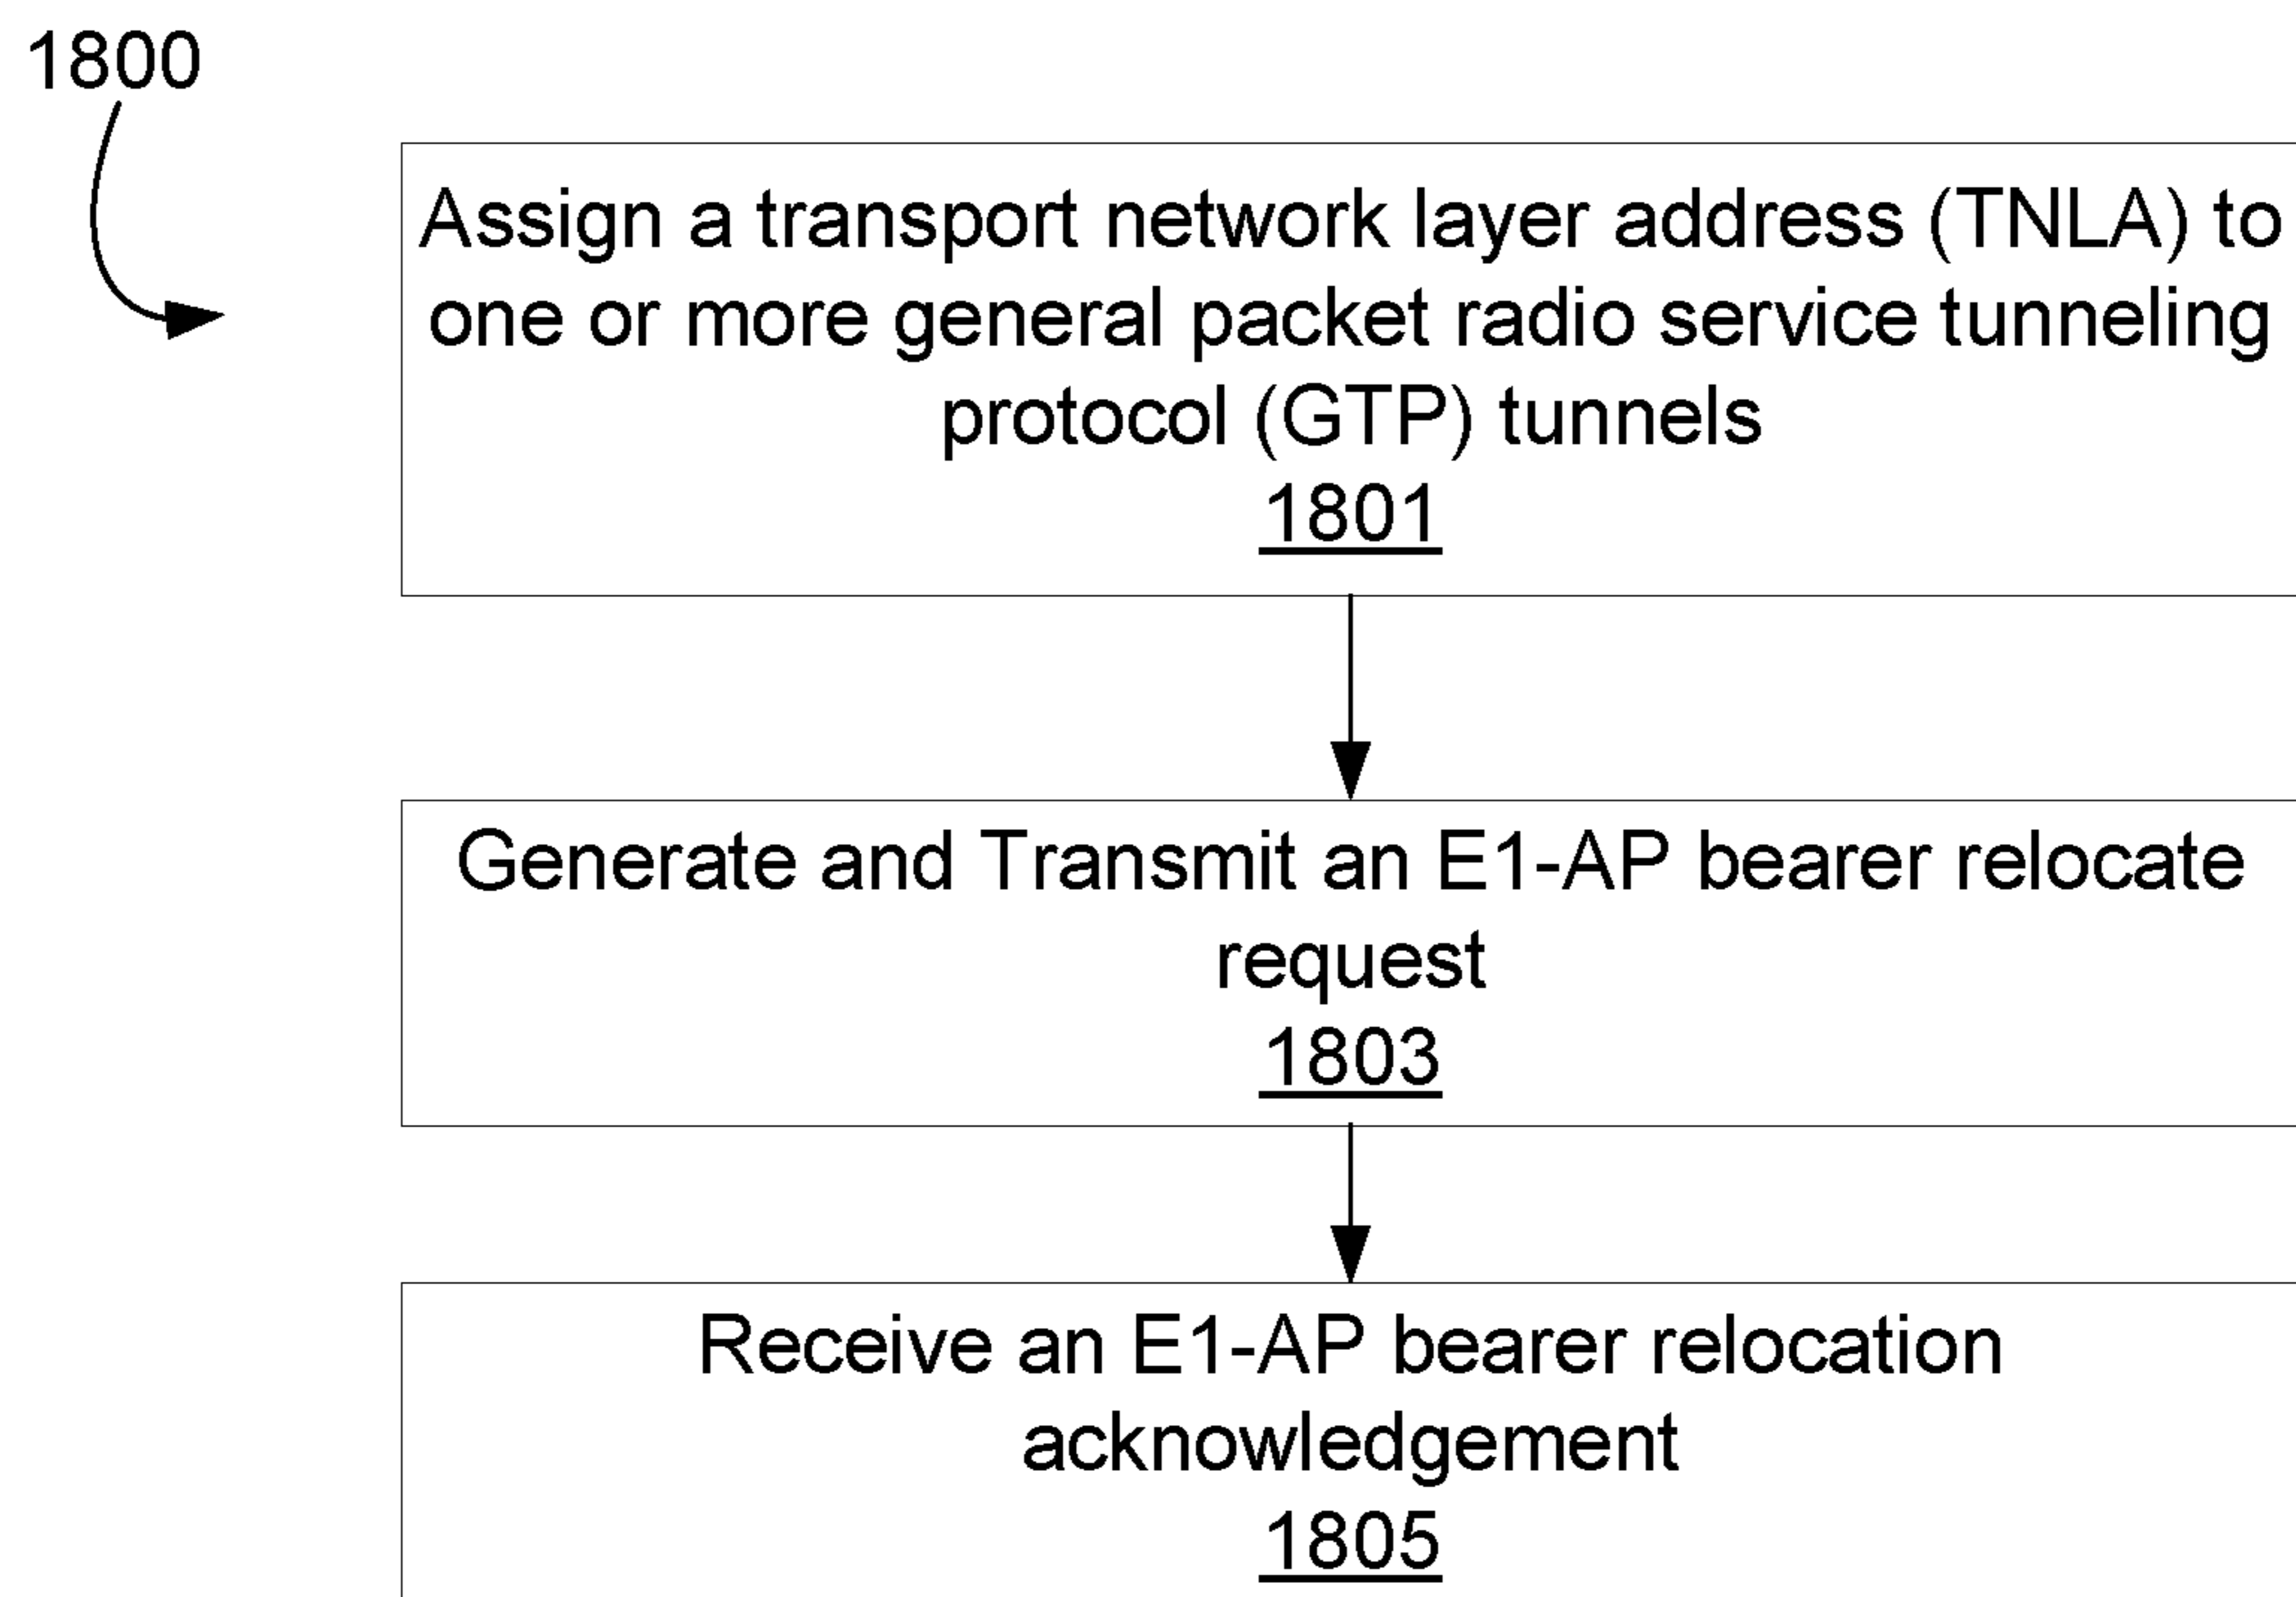 1800
Assign a transport network layer address (TNLA) to
one or more general packet radio service tunneling
protocol (GTP) tunnels
1801
Generate and Transmit an E1-AP bearer relocate
request
1803
Receive an E1-AP bearer relocation
acknowledgement
1805